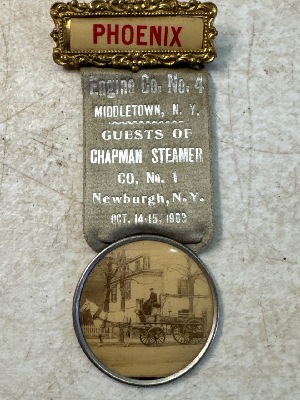 PHOENIX
Engine Co. No. 4
MIDDLETOWN, N. Y.
GUESTS OF
CHAPMAN STEAMER
CO. No. 1
Newburgh, N.Y.
OCT. 14-15, 1903